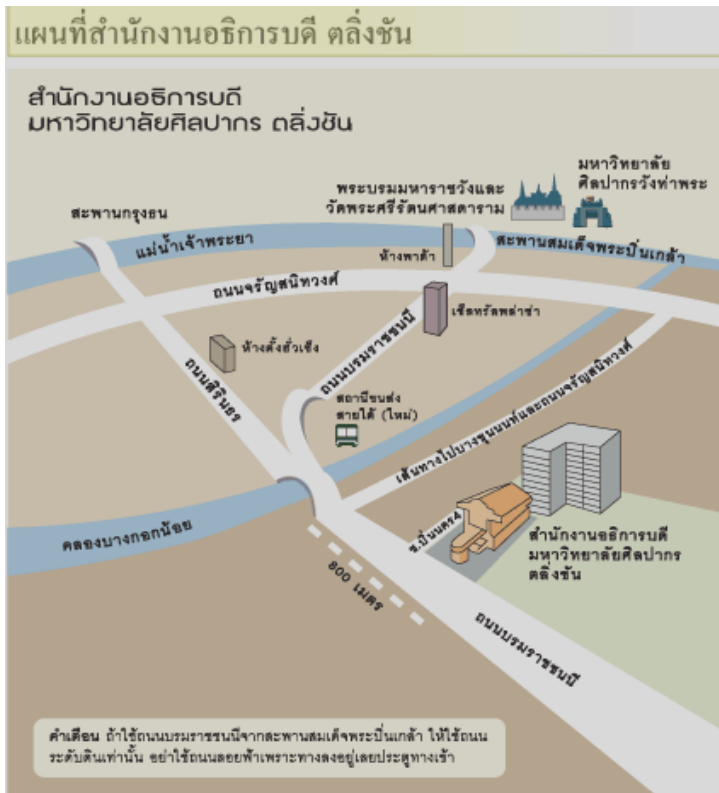 แผนที่สำนักงานอธิการบดี ตลิ่งชัน
สำนักงานอธิการบดี
มหาวิทยาลัยศิลปากร ตลิ่งชัน
มหาวิทยาลัย
ศิลปากรวังท่าพระ
พระบรมมหาราชวังและ
วัดพระศรีรัตนศาสดาราม
สะพานกรุงธน
แม่น้ำเจ้าพระยา
ห้างพาต้า
สะพานสมเด็จพระปิ่นเกล้า
ถนนจรัญสนิทวงศ์
เซ็ลทรัลพล่าซ่า
ห้างตั้งฮั่วเซ็ง
ถนนบรมราชชนนี
ถนนสิรินธร
สถานีขนส่ง
สายใต้ (ใหม่)
เส้นทางไปบางขุนนนท์และถนนจรัญสนิทวงศ์
ซ.ปิ่นนคร4
สำนักงานอธิการบดี
มหาวิทยาลัยศิลปากร
ตลิ่งชัน
คลองบางกอกน้อย
800 เมตร
ถนนบรมราชชนนี
คำเตือน ถ้าใช้ถนนบรมราชชนนีจากสะพานสมเด็จพระปิ่นเกล้า ให้ใช้ถนน
ระดับดินเท่านั้น อย่าใช้ถนนลอยฟ้าเพราะทางลงอยู่เลยประตูทางเข้า